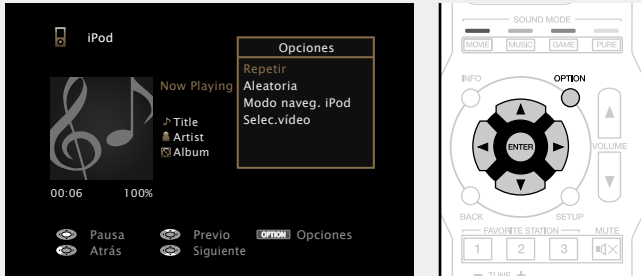 iPod
Opciones
Repetir
Aleatoria
Modo naveg. iPod
Selec.vídeo
Now Playing
Title
Artist
Album
00:06 100%
Pausa Previo OPTION Opciones
Atrás Siguiente
SOUND MODE
MOVIE MUSIC GAME PURE
INFO OPTION
ENTER
VOLUME
BACK SETUP
FAVORITE STATION MUTE
1 2 3
TUNE